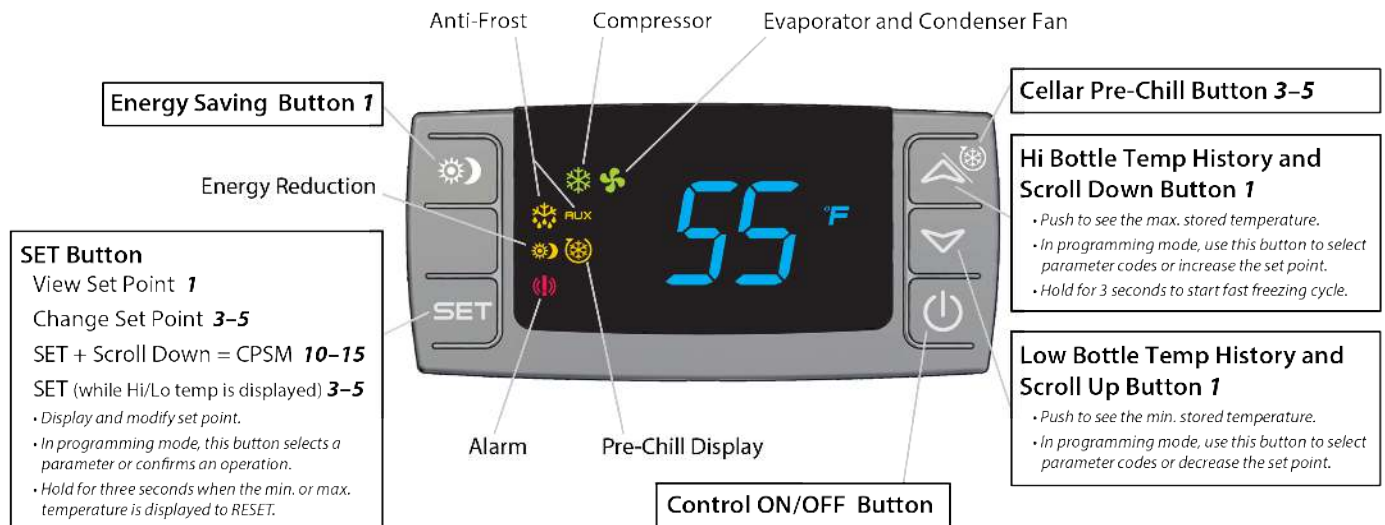 Anti-Frost
Compressor
Evaporator and Condenser Fan
Energy Saving Button 1
Energy Reduction
SET Button
View Set Point 1
Change Set Point 3–5
SET + Scroll Down = CPSM 10–15
SET (while Hi/Lo temp is displayed) 3–5
• Display and modify set point.
• In programming mode, this button selects a
parameter or confirms an operation.
• Hold for three seconds when the min. or max.
temperature is displayed to RESET.
AUX
55 °F
SET
Alarm
Pre-Chill Display
Cellar Pre-Chill Button 3–5
Hi Bottle Temp History and
Scroll Down Button 1
• Push to see the max. stored temperature.
• In programming mode, use this button to select
parameter codes or increase the set point.
• Hold for 3 seconds to start fast freezing cycle.
Low Bottle Temp History and
Scroll Up Button 1
• Push to see the min. stored temperature.
• In programming mode, use this button to select
parameter codes or decrease the set point.
Control ON/OFF Button